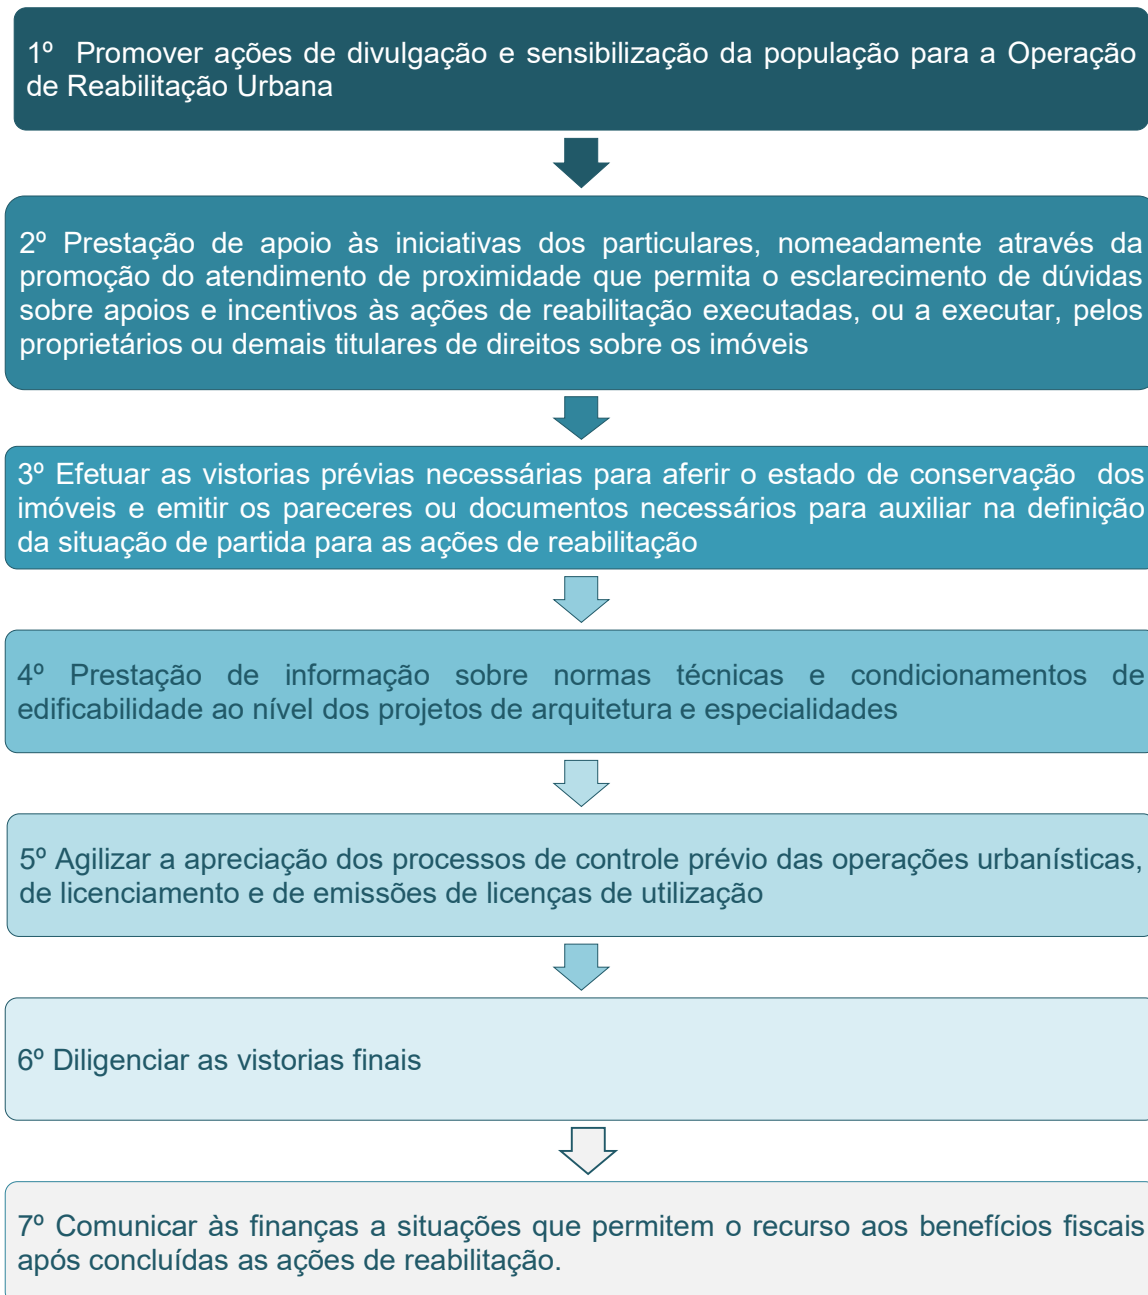 1º Promover ações de divulgação e sensibilização da população para a Operação
de Reabilitação Urbana
2º Prestação de apoio às iniciativas dos particulares, nomeadamente através da
promoção do atendimento de proximidade que permita o esclarecimento de dúvidas
sobre apoios e incentivos às ações de reabilitação executadas, ou a executar, pelos
proprietários ou demais titulares de direitos sobre os imóveis
3º Efetuar as vistorias prévias necessárias para aferir o estado de conservação dos
imóveis e emitir os pareceres ou documentos necessários para auxiliar na definição
da situação de partida para as ações de reabilitação
4º Prestação de informação sobre normas técnicas e condicionamentos de
edificabilidade ao nível dos projetos de arquitetura e especialidades
5º Agilizar a apreciação dos processos de controle prévio das operações urbanísticas,
de licenciamento e de emissões de licenças de utilização
6º Diligenciar as vistorias finais
7º Comunicar às finanças a situações que permitem o recurso aos benefícios fiscais
após concluídas as ações de reabilitação.